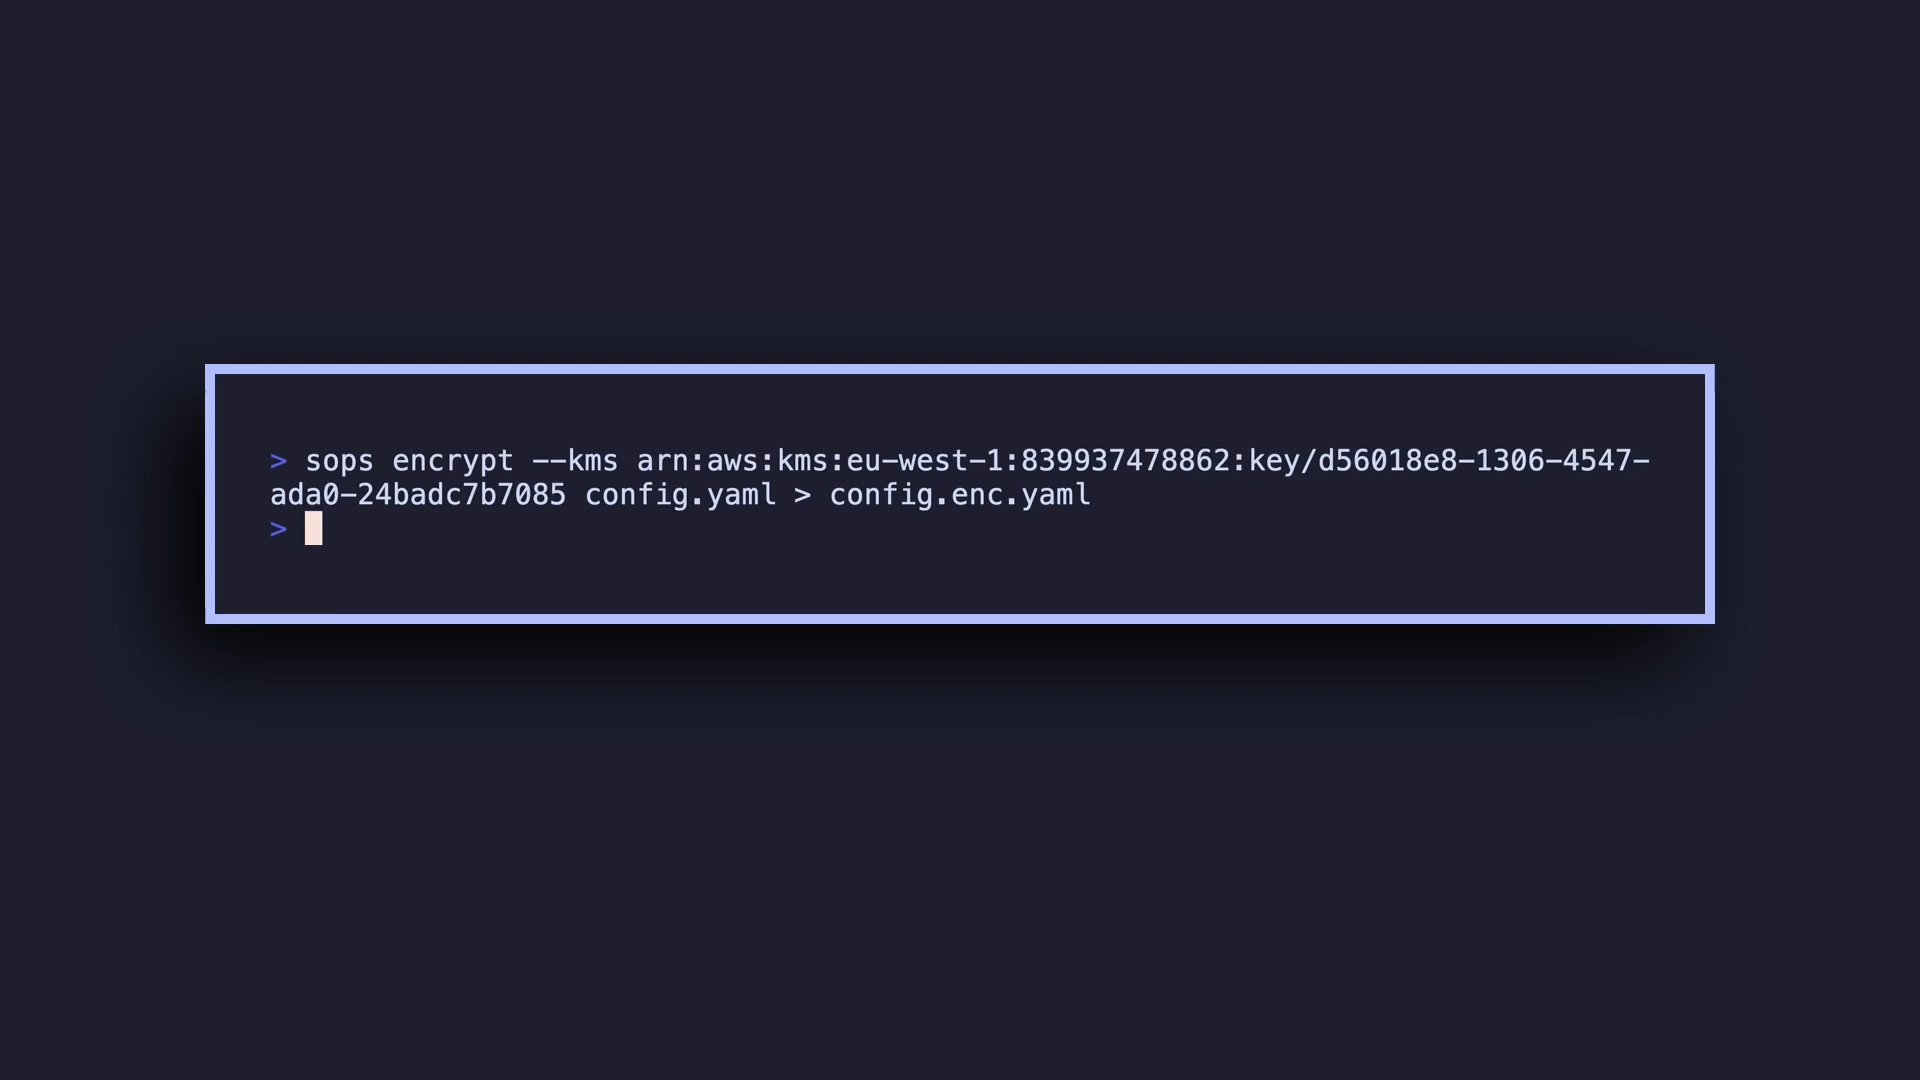 > sops encrypt --kms arn:aws:kms:eu-west-1:839937478862:key/d56018e8-1306-4547-
ada0-24badc7b7085 config.yaml > config.enc.yaml
>